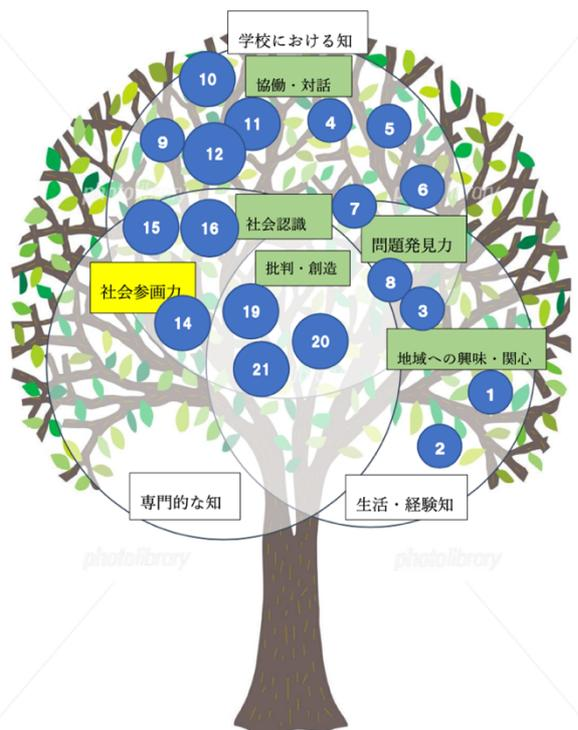 学校における知
10
協働・対話
11
4
5
9
12
6
7
15
16
社会認識
問題発見力
批判・創造
8
社会参画力
19
3
14
20
地域への興味・関心
21
1
2
専門的な知
生活・経験知
photolibrary
photolibrary